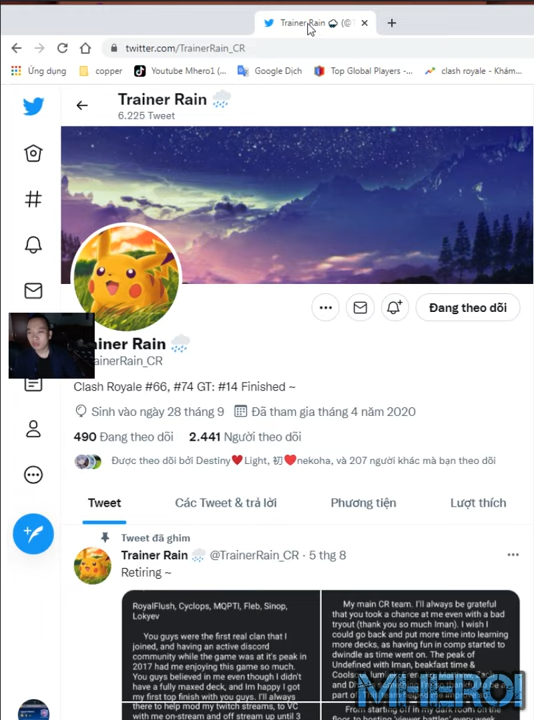 Trainer Rain
twitter.com/TrainerRain_CR
Ứng dụng
copper
Youtube Mhero1 (...
Google Dịch
Top Global Players -...
clash royale - Khám...
Trainer Rain
6.225 Tweet
Đang theo dõi
ainer Rain
ainerRain_CR
Clash Royale #66, #74 GT: #14 Finished ~
Sinh vào ngày 28 tháng 9 Đã tham gia tháng 4 năm 2020
490 Đang theo dõi 2.441 Người theo dõi
Được theo dõi bởi Destiny♥Light, 初♥nekoha, và 207 người khác mà bạn theo dõi
Tweet
Các Tweet & trả lời
Phương tiện
Lượt thích
Tweet đã ghim
Trainer Rain @TrainerRain_CR · 5 thg 8
Retiring ~
RoyalFlush, Cyclops, MQPTI, Fleb, Sinop,
Lokyev
You guys were the first real clan that I
joined, and having an active discord
community while the game was at it's peak in
2017 had me enjoying this game so much.
You guys believed in me even though I didn't
have a fully maxed deck, and Im happy I got
my first top finish with you guys. I'll always
there to help mod my twitch streams, to VC
with me on-stream and off stream up until 3
My main CR team. I'll always be grateful
that you took a chance at me even with a bad
tryout (thank you so much Iman). I wish I
could go back and put more time into learning
more decks, as having fun in comp started to
dwindle as time went on. The peak of
Undefined with Iman, beakfast time &
part of
From starting off in my dark room on the
MHERO1